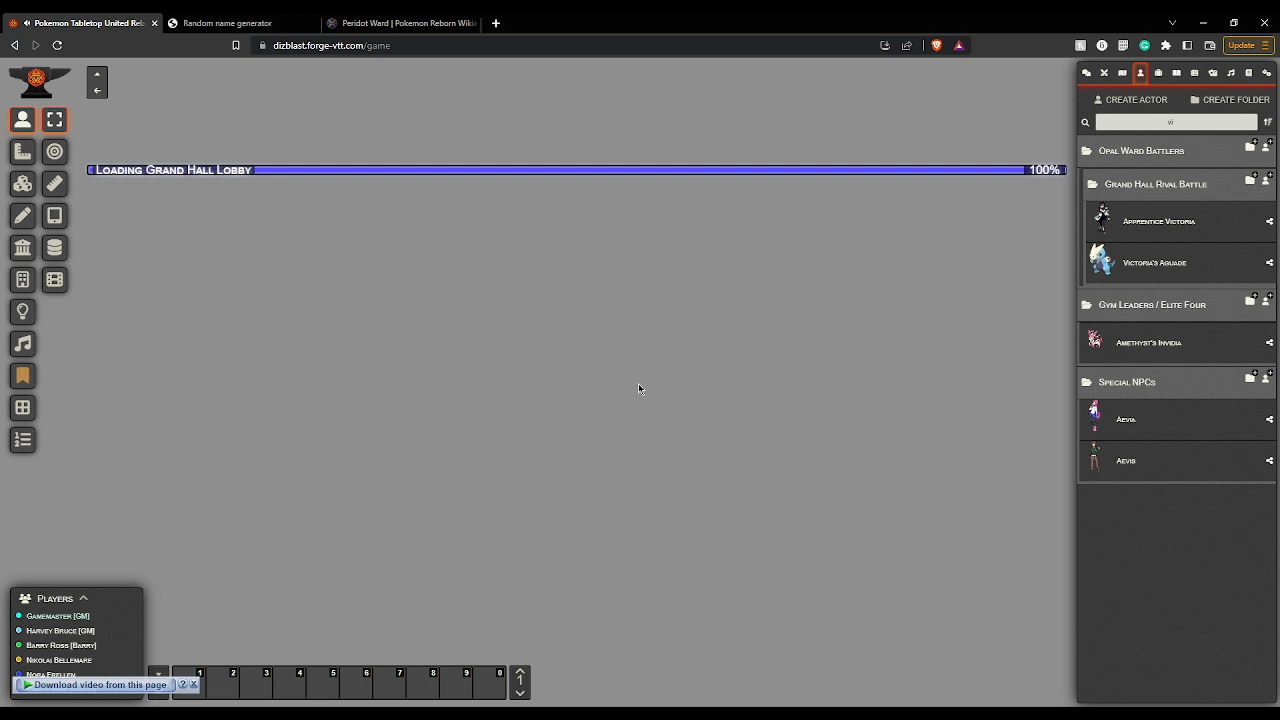 Pokemon Tabletop United Reb
Random name generator
Peridot Ward | Pokemon Reborn Wikia
dizblast.forge-vtt.com/game
Update
CREATE ACTOR
CREATE FOLDER
vi
LOADING GRAND HALL LOBBY
100%
OPAL WARD BATTLERS
GRAND HALL RIVAL BATTLE
APPRENTICE VICTORIA
VICTORIA'S AGUADE
GYM LEADERS / ELITE FOUR
AMETHYST'S INVIDIA
SPECIAL NPCS
AEVIA
AEVIS
PLAYERS
GAMEMASTER [GM]
HARVEY BRUCE [GM]
BARRY ROSS [BARRY]
NIKOLAI BELLEMARE
Download video from this page
1 2 3 4 5 6 7 8 9 0
1